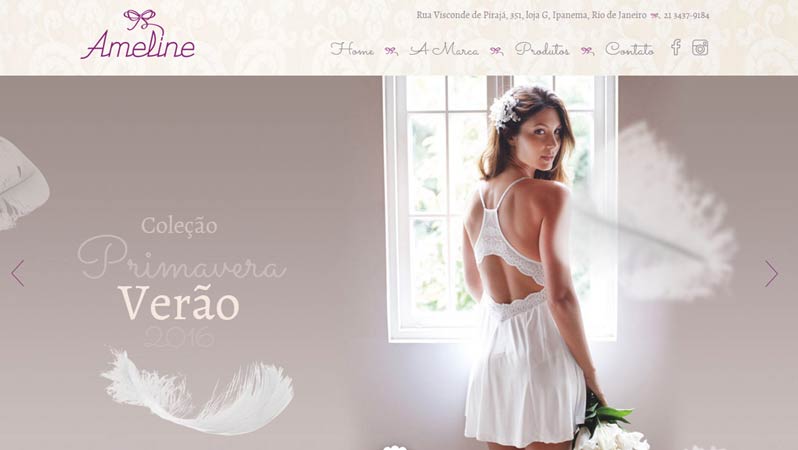 Ameline
Rua Visconde de Pirajá, 351, loja G, Ipanema, Rio de Janeiro 21 3437-9184
Home A Marca Produtos Contato
Coleção
Primavera
Verão
2016